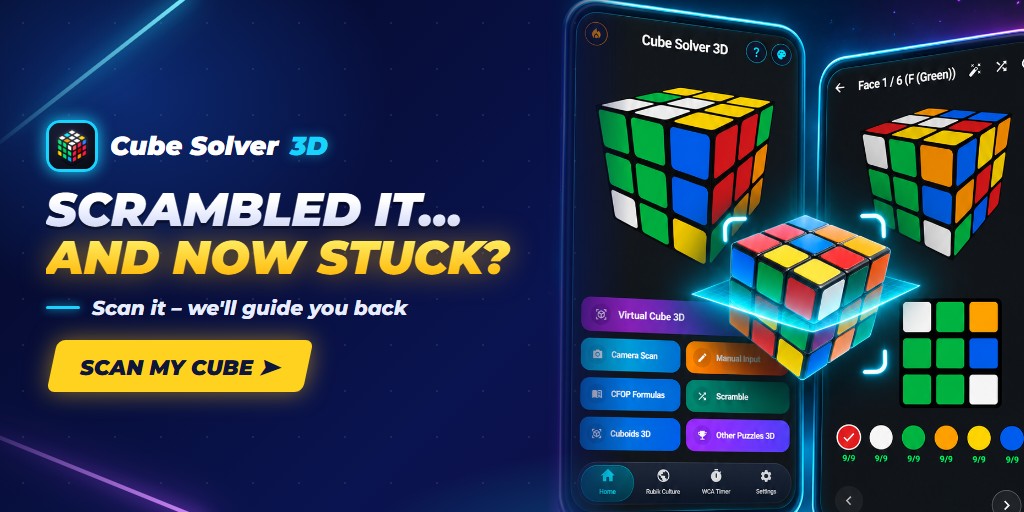 Cube Solver 3D
SCRAMBLED IT...
AND NOW STUCK?
Scan it – we'll guide you back
SCAN MY CUBE ➤
Cube Solver 3D
?
Virtual Cube 3D
Camera Scan
Manual Input
CFOP Formulas
Scramble
Cuboids 3D
Other Puzzles 3D
Home
Rubik Culture
WCA Timer
Settings
Face 1 / 6 (F (Green))
9/9
9/9
9/9
9/9
9/9
9/9